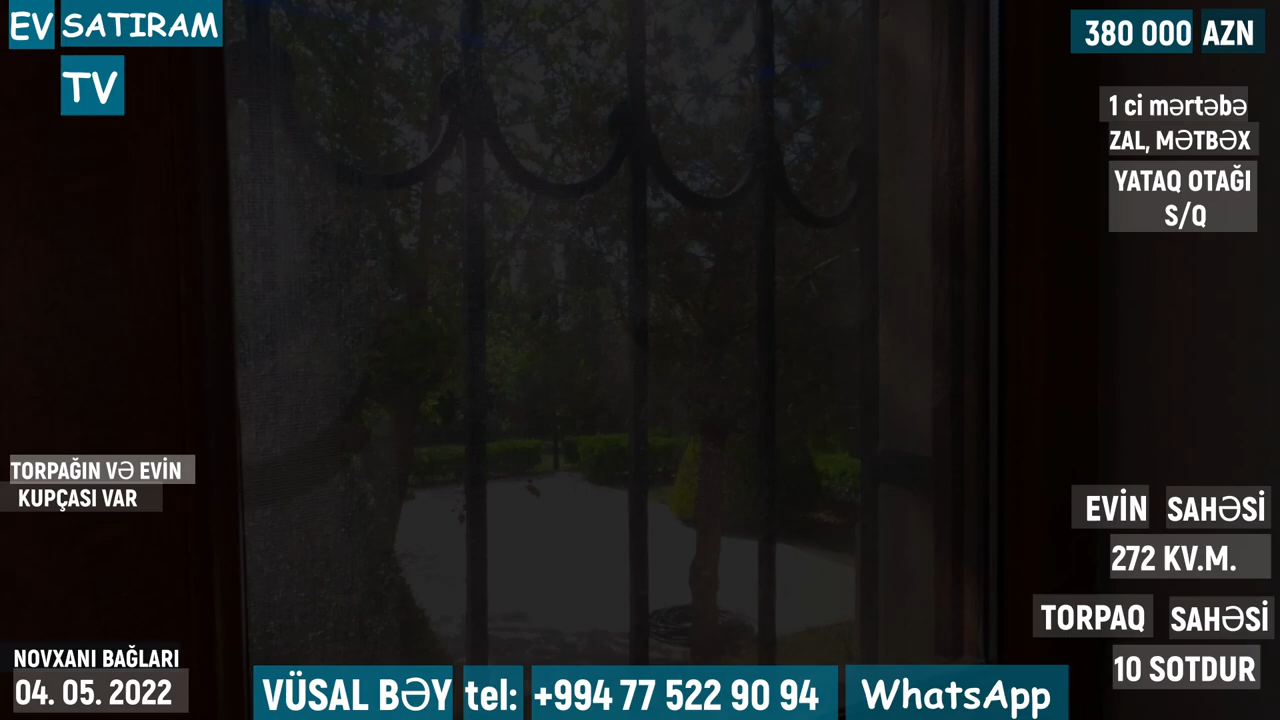 EV SATIRAM
TV
380 000 AZN
1 ci mərtəbə
ZAL, MƏTBƏX
YATAQ OTAĞI
S/Q
TORPAĞIN VƏ EVİN
KUPÇASI VAR
EVİN SAHƏSİ
272 KV.M.
TORPAQ SAHƏSİ
10 SOTDUR
NOVXANI BAĞLARI
04. 05. 2022
VÜSAL BƏY tel: +994 77 522 90 94 WhatsApp